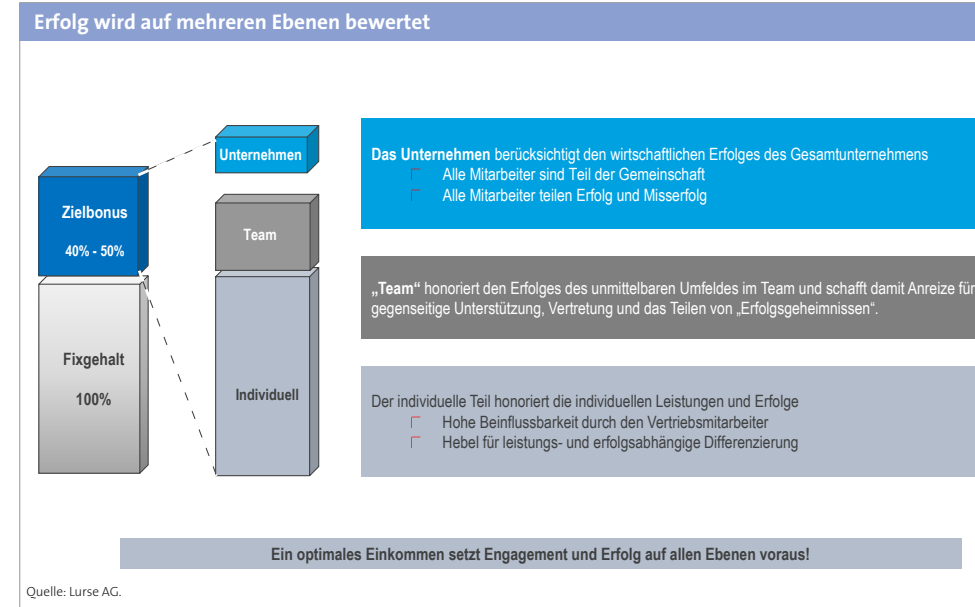 Erfolg wird auf mehreren Ebenen bewertet
Unternehmen
Zielbonus
40% - 50%
Team
Fixgehalt
100%
Individuell
Das Unternehmen berücksichtigt den wirtschaftlichen Erfolges des Gesamtunternehmens
Alle Mitarbeiter sind Teil der Gemeinschaft
Alle Mitarbeiter teilen Erfolg und Misserfolg
„Team“ honoriert den Erfolges des unmittelbaren Umfeldes im Team und schafft damit Anreize für
gegenseitige Unterstützung, Vertretung und das Teilen von „Erfolgsgeheimnissen“.
Der individuelle Teil honoriert die individuellen Leistungen und Erfolge
Hohe Beinflussbarkeit durch den Vertriebsmitarbeiter
Hebel für leistungs- und erfolgsabhängige Differenzierung
Ein optimales Einkommen setzt Engagement und Erfolg auf allen Ebenen voraus!
Quelle: Lurse AG.